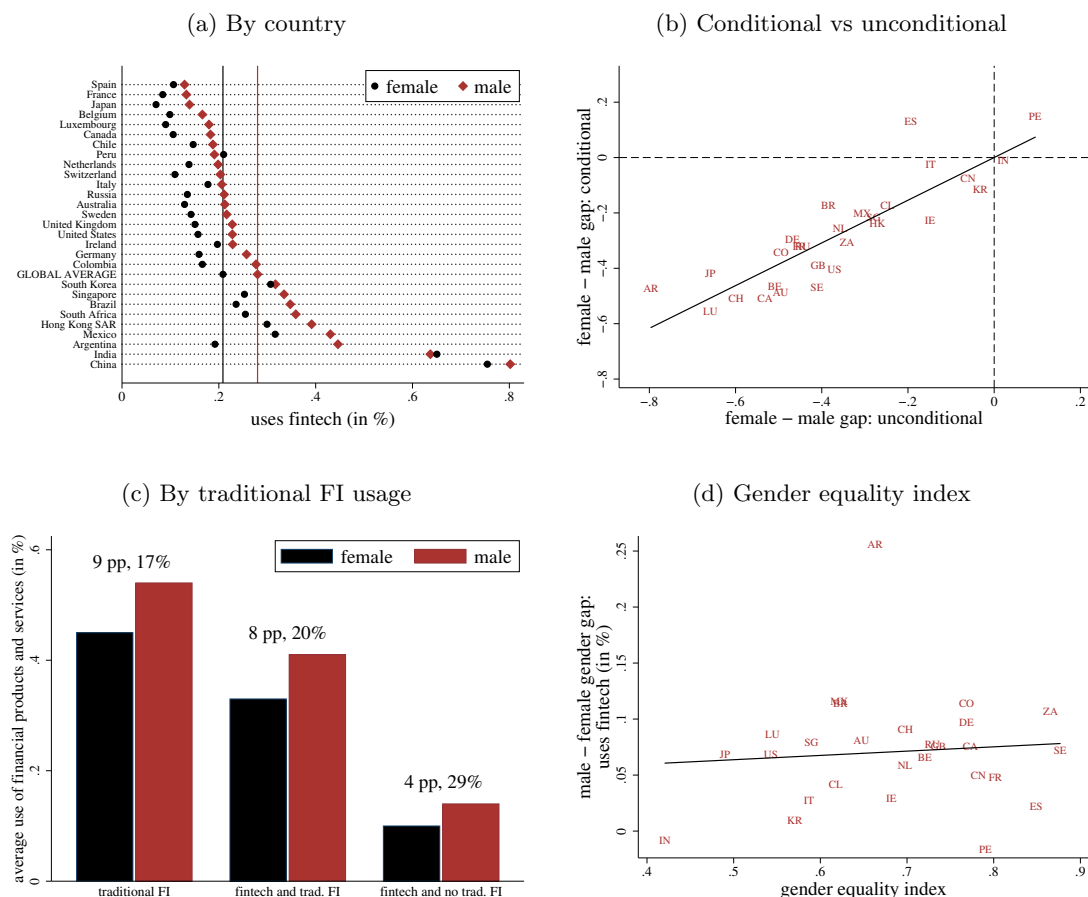 (a) By country
female
male
Spain
France
Japan
Belgium
Luxembourg
Canada
Chile
Peru
Netherlands
Switzerland
Italy
Russia
Australia
Sweden
United Kingdom
United States
Ireland
Germany
Colombia
GLOBAL AVERAGE
South Korea
Singapore
Brazil
South Africa
Hong Kong SAR
Mexico
Argentina
India
China
0 .2 .4 .6 .8
uses fintech (in %)
(b) Conditional vs unconditional
female − male gap: conditional
.2
0
−.2
−.4
−.6
−.8
PE
ES
IT
IN
CN
KR
BR
CL
MX
HK
IE
NL
DE
RU
ZA
FR
GB
US
JP
AR
BE
AU
SE
CH
CA
LU
−0.8 −0.6 −0.4 −0.2 0 .2
female − male gap: unconditional
(c) By traditional FI usage
average use of financial products and services (in %)
.6
.4
.2
0
female
male
9 pp, 17%
8 pp, 20%
4 pp, 29%
traditional FI
fintech and trad. FI
fintech and no trad. FI
(d) Gender equality index
male − female gender gap:
uses fintech (in %)
.25
.2
.15
.1
.05
0
AR
MX
BR
CO
ZA
DE
LU
CH
SG
AU
RU
GB
CA
SE
JP
US
BE
NL
CN
FR
CL
IT
IE
ES
KR
IN
PE
.4 .5 .6 .7 .8 .9
gender equality index